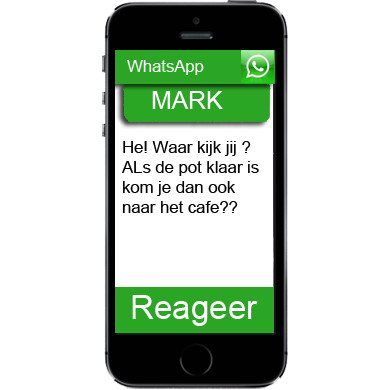 WhatsApp
MARK
He! Waar kijk jij ?
ALs de pot klaar is
kom je dan ook
naar het cafe??
Reageer